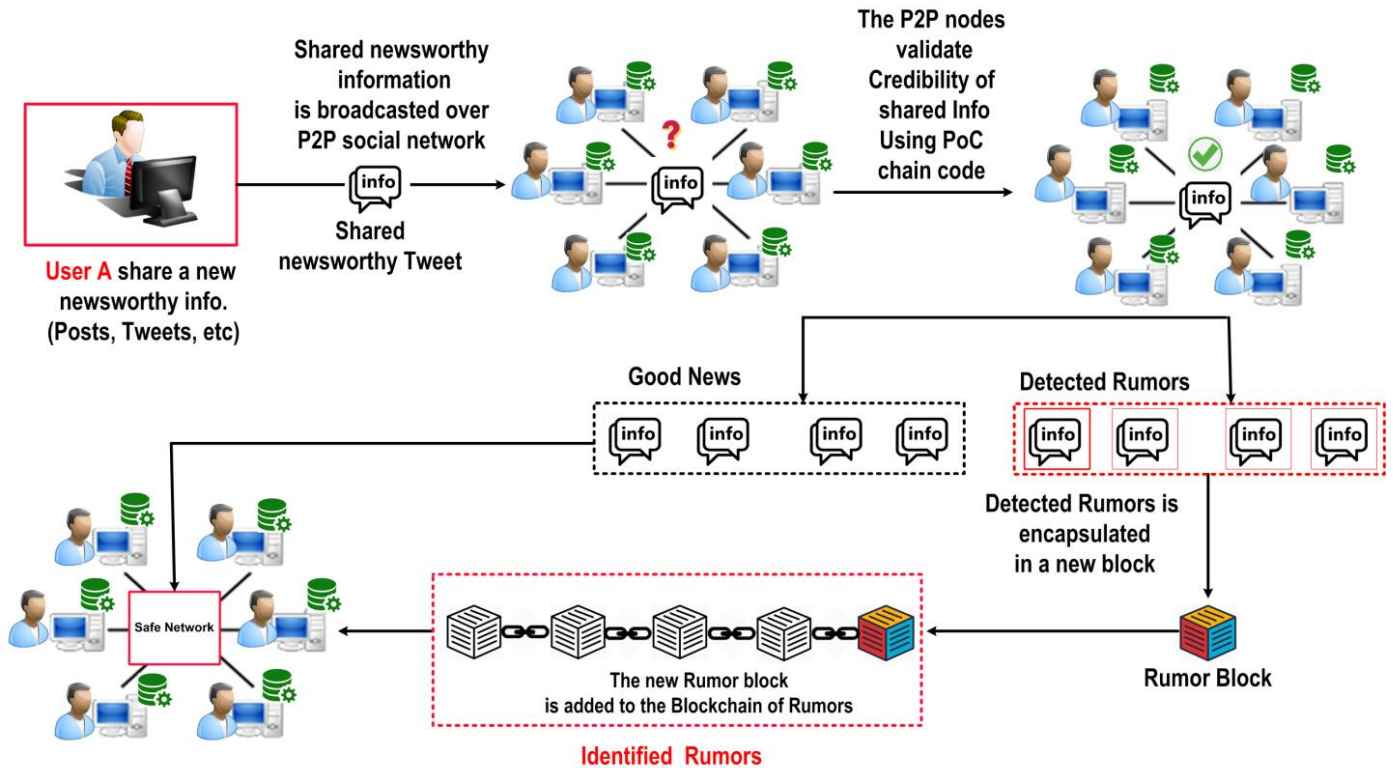 Shared newsworthy
information
is broadcasted over
P2P social network
info
Shared
newsworthy Tweet
User A share a new
newsworthy info.
(Posts, Tweets, etc)
?
info
The P2P nodes
validate
Credibility of
shared Info
Using PoC
chain code
info
Good News
info
info
info
info
Detected Rumors
info
info
info
info
Detected Rumors is
encapsulated
in a new block
Rumor Block
Safe Network
The new Rumor block
is added to the Blockchain of Rumors
Identified Rumors